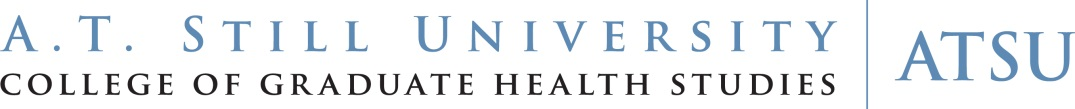 A.T. STILL UNIVERSITY
COLLEGE OF GRADUATE HEALTH STUDIES
ATSU